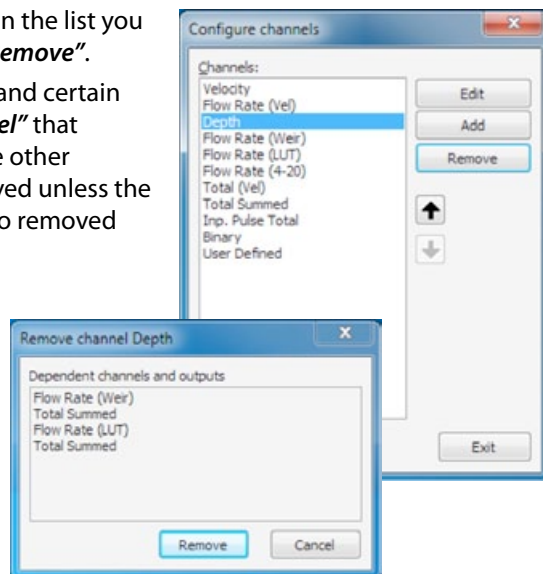 n the list you
emove”.
and certain
el” that
e other
ved unless the
o removed
Configure channels
Channels:
Velocity
Flow Rate (Vel)
Depth
Flow Rate (Weir)
Flow Rate (LUT)
Flow Rate (4-20)
Total (Vel)
Total Summed
Inp. Pulse Total
Binary
User Defined
Edit
Add
Remove
Exit
Remove channel Depth
Dependent channels and outputs
Flow Rate (Weir)
Total Summed
Flow Rate (LUT)
Total Summed
Remove
Cancel